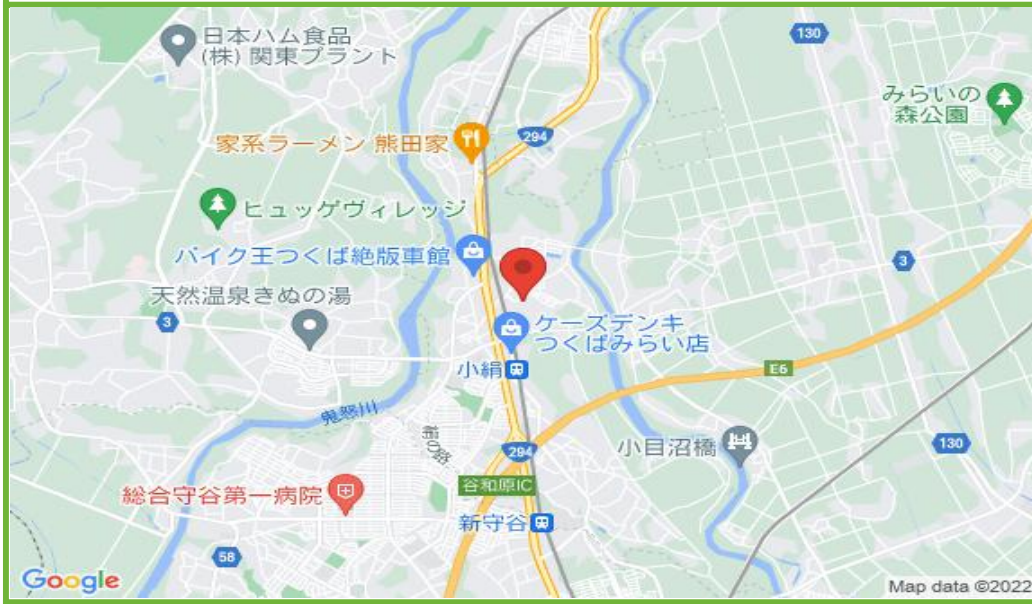 日本ハム食品
(株) 関東プラント
130
みらいの
森公園
家系ラーメン 熊田家
294
ヒュッゲヴィレッジ
バイク王つくば絶版車館
3
天然温泉きぬの湯
3
ケーズデンキ
つくばみらい店
小絹
E6
鬼怒川
小目沼橋
130
294
谷和原IC
総合守谷第一病院
新守谷
58
Google
Map data ©2022